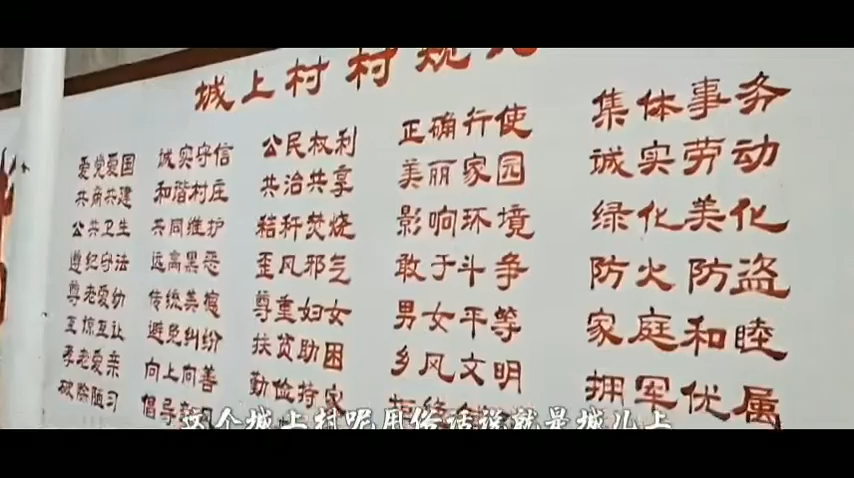 城上村村规
爱党爱国 诚实守信 公民权利 正确行使 集体事务
共商共建 和谐村庄 共治共享 美丽家园 诚实劳动
公共卫生 共同维护 秸秆焚烧 影响环境 绿化美化
遵纪守法 远离黑恶 歪风邪气 敢于斗争 防火防盗
尊老爱幼 传统美德 尊重妇女 男女平等 家庭和睦
互谅互让 避免纠纷 扶贫助困 乡风文明 拥军优属
孝老爱亲 向上向善 勤俭持家
破除陋习 倡导新风
这个城上村呢用俗话说就是城儿上